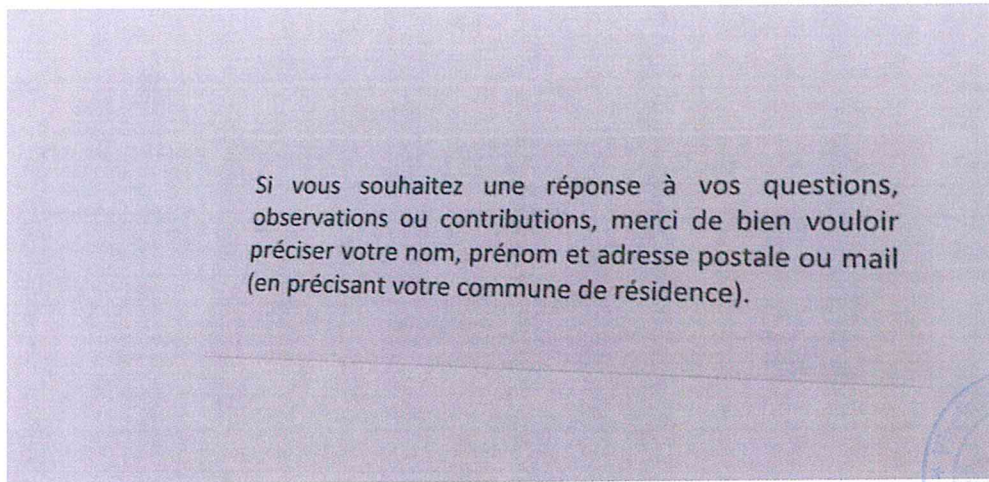 Si vous souhaitez une réponse à vos questions,
observations ou contributions, merci de bien vouloir
préciser votre nom, prénom et adresse postale ou mail
(en précisant votre commune de résidence).